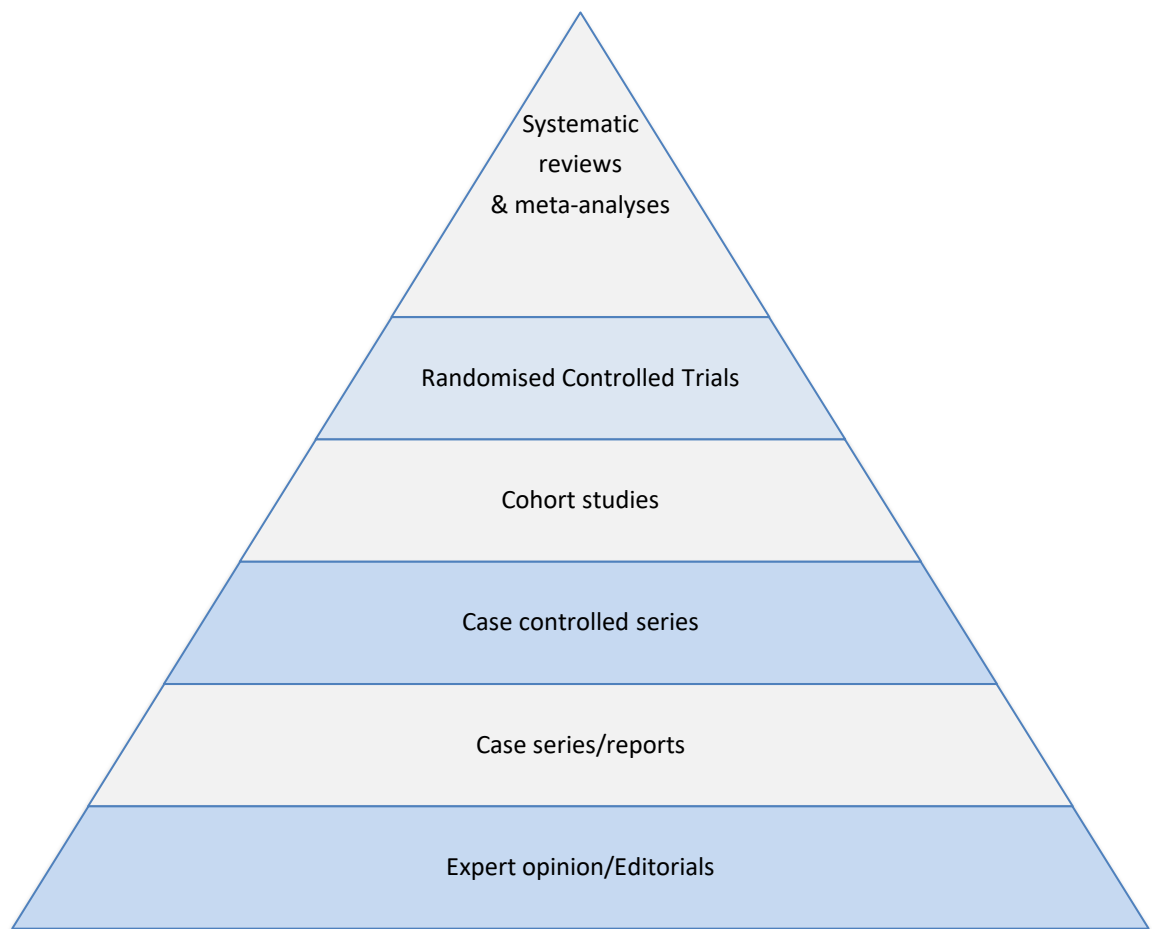 Systematic
reviews
& meta-analyses
Randomised Controlled Trials
Cohort studies
Case controlled series
Case series/reports
Expert opinion/Editorials